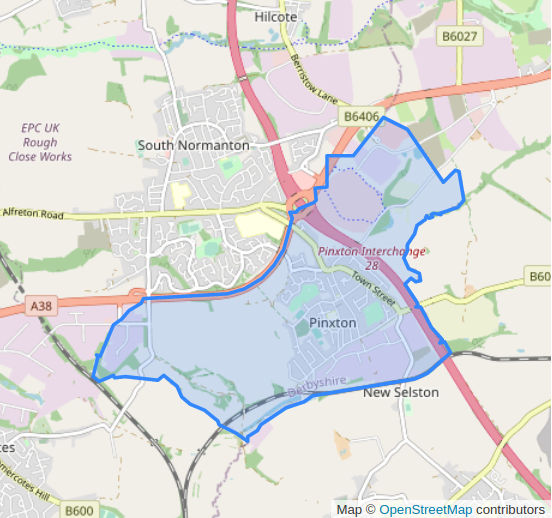 Hilcote
B6027
Berristow Lane
B6406
EPC UK
Rough
Close Works
South Normanton
Alfreton Road
Pinxton Interchange
28
Town Street
B60
A38
Pinxton
Derbyshire
New Selston
tes
mercotes Hill
B600
Map © OpenStreetMap contributors